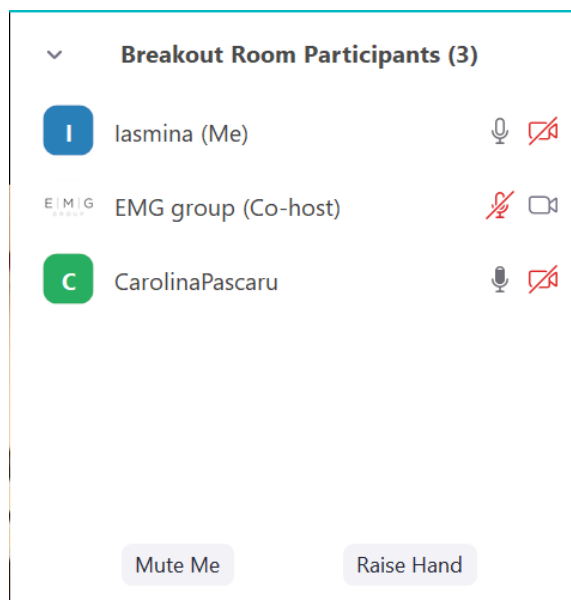 Breakout Room Participants (3)
I Iasmina (Me)
E|M|G
GROUP
EMG group (Co-host)
C CarolinaPascaru
Mute Me Raise Hand